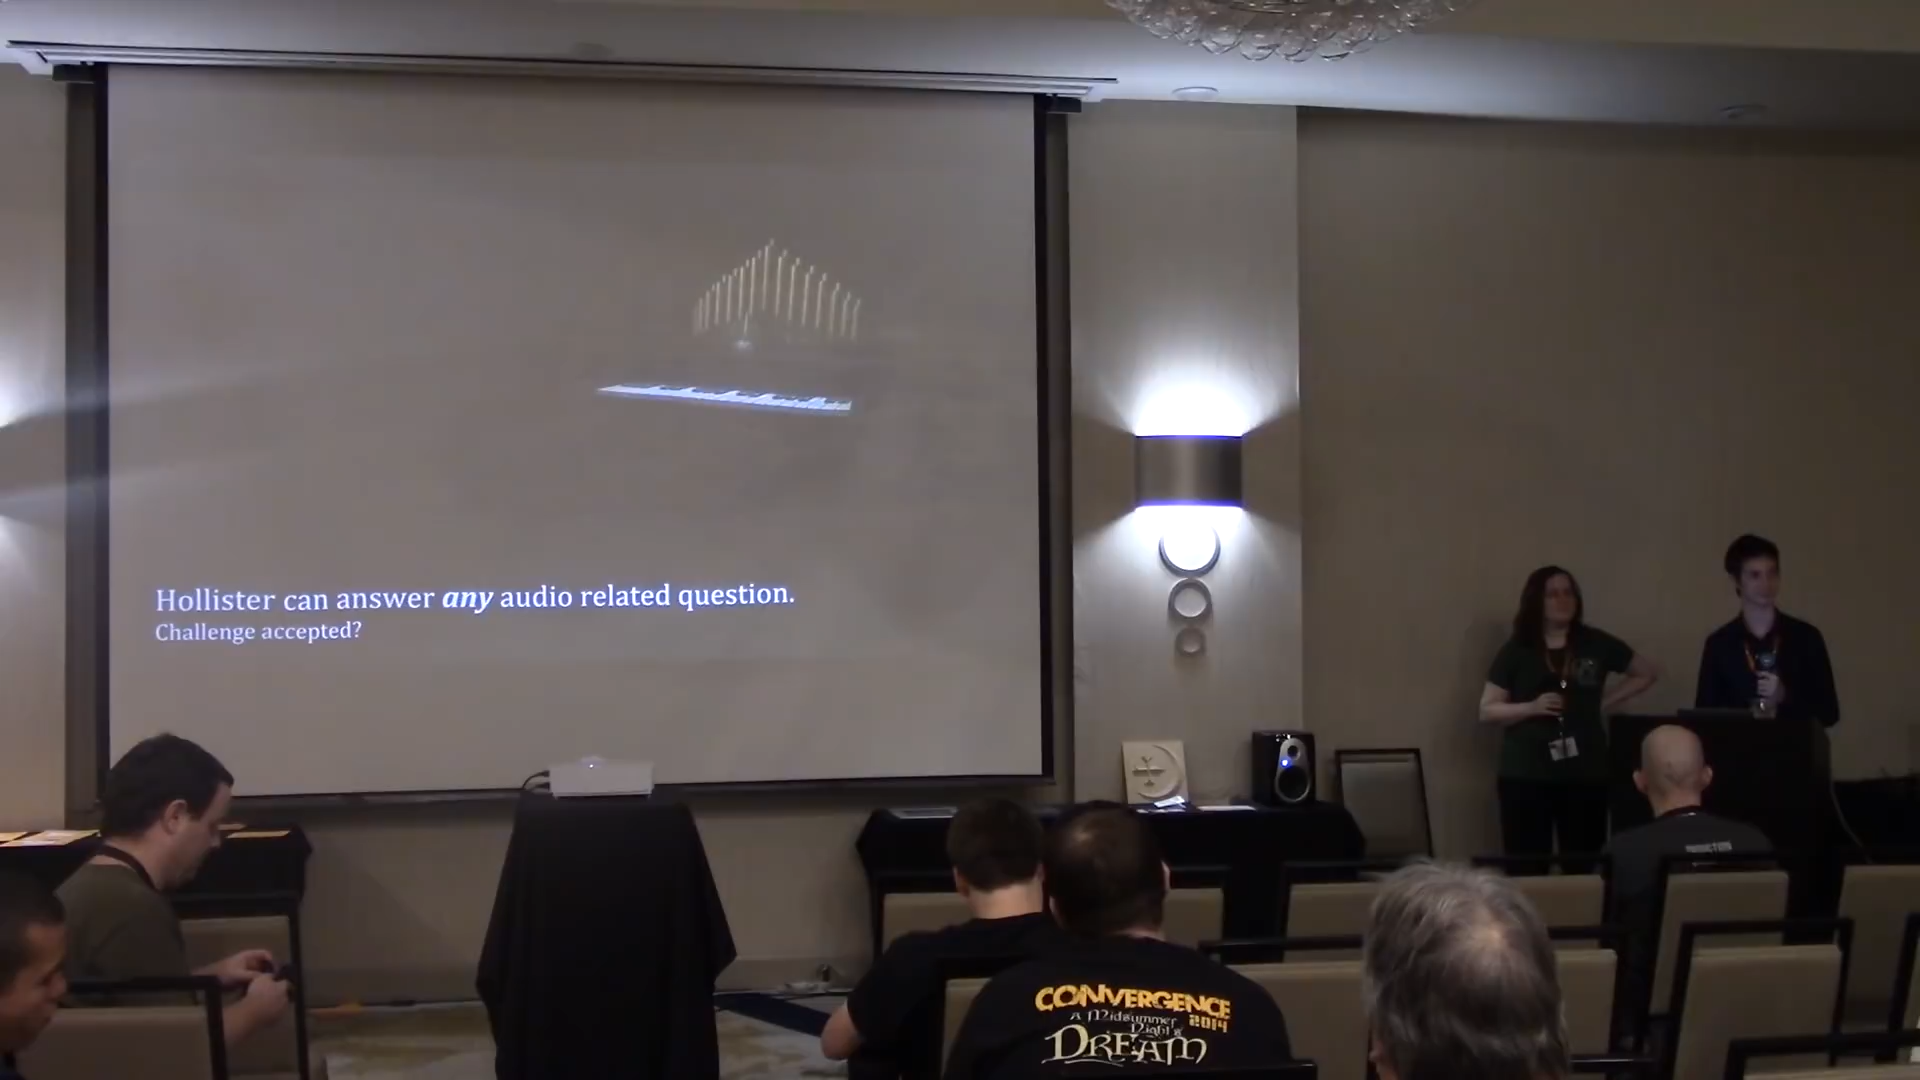 Hollister can answer any audio related question.
Challenge accepted?
CONVERGENCE
2014
A Midsummer
Night's
DREAM